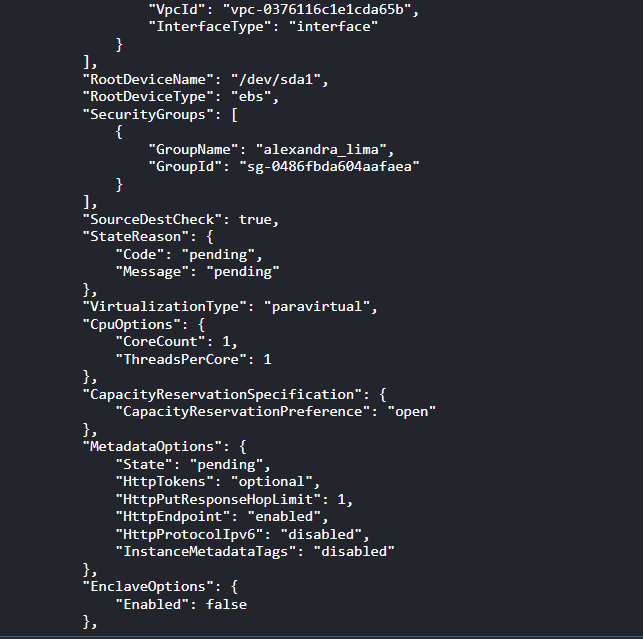 "VpcId": "vpc-0376116c1e1cda65b",
"InterfaceType": "interface"
}
],
"RootDeviceName": "/dev/sda1",
"RootDeviceType": "ebs",
"SecurityGroups": [
{
"GroupName": "alexandra_lima",
"GroupId": "sg-0486fbda604aafaea"
}
],
"SourceDestCheck": true,
"StateReason": {
"Code": "pending",
"Message": "pending"
},
"VirtualizationType": "paravirtual",
"CpuOptions": {
"CoreCount": 1,
"ThreadsPerCore": 1
},
"CapacityReservationSpecification": {
"CapacityReservationPreference": "open"
},
"MetadataOptions": {
"State": "pending",
"HttpTokens": "optional",
"HttpPutResponseHopLimit": 1,
"HttpEndpoint": "enabled",
"HttpProtocolIpv6": "disabled",
"InstanceMetadataTags": "disabled"
},
"EnclaveOptions": {
"Enabled": false
},